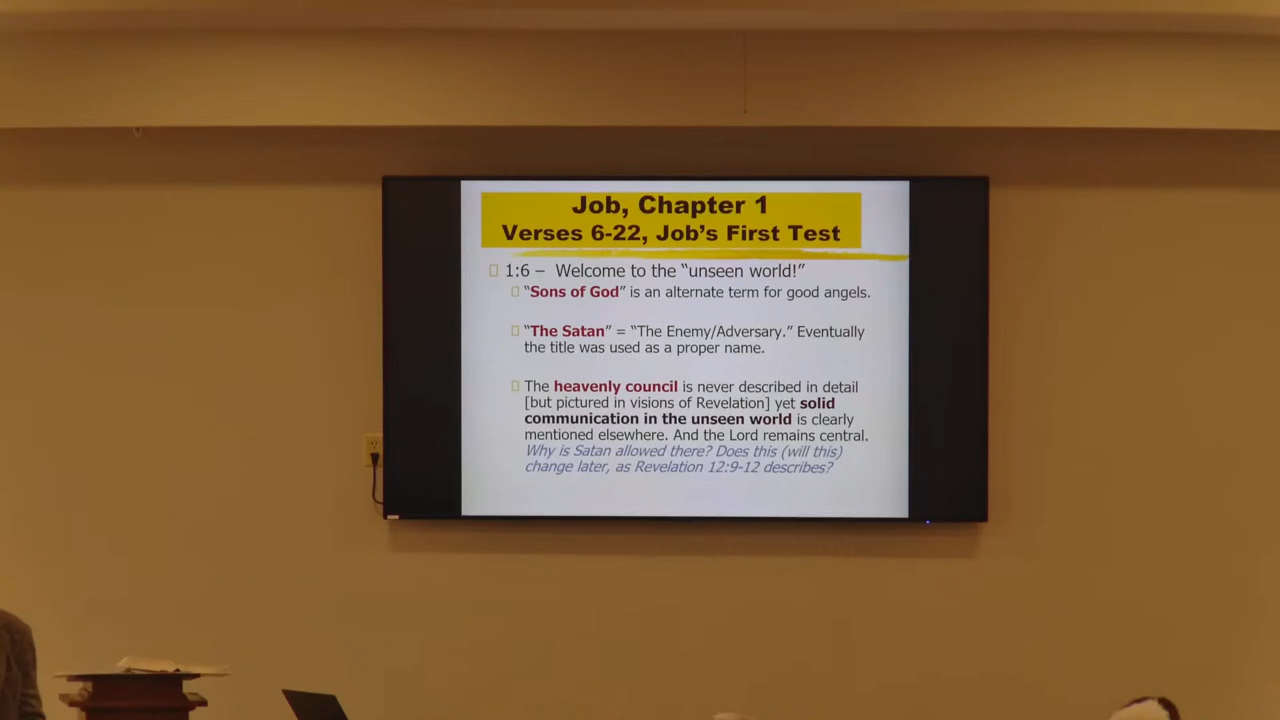 Job, Chapter 1
Verses 6-22, Job’s First Test
1:6 – Welcome to the “unseen world!”
“Sons of God” is an alternate term for good angels.
“The Satan” = “The Enemy/Adversary.” Eventually
the title was used as a proper name.
The heavenly council is never described in detail
[but pictured in visions of Revelation] yet solid
communication in the unseen world is clearly
mentioned elsewhere. And the Lord remains central.
Why is Satan allowed there? Does this (will this)
change later, as Revelation 12:9-12 describes?